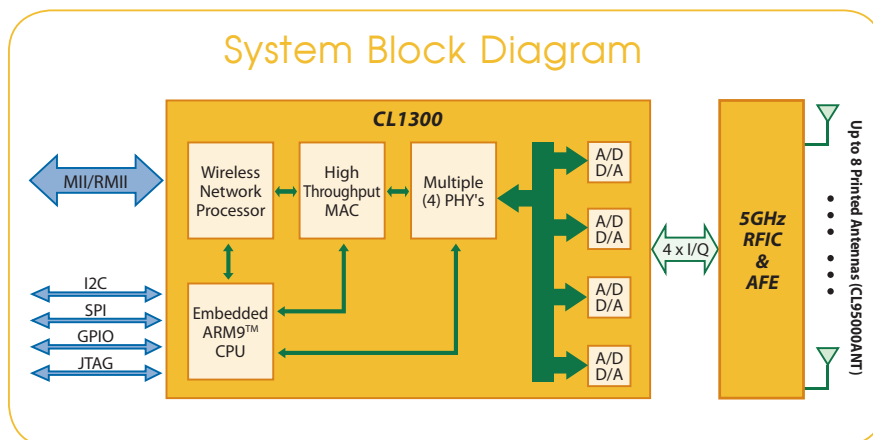 System Block Diagram
CL1300
MII/RMII
Wireless
Network
Processor
High
Throughput
MAC
Multiple
(4) PHY's
A/D
D/A
A/D
D/A
A/D
D/A
A/D
D/A
I2C
SPI
GPIO
JTAG
Embedded
ARM9™
CPU
4 x I/Q
5GHz
RFIC
&
AFE
Up to 8 Printed Antennas (CL95000ANT)